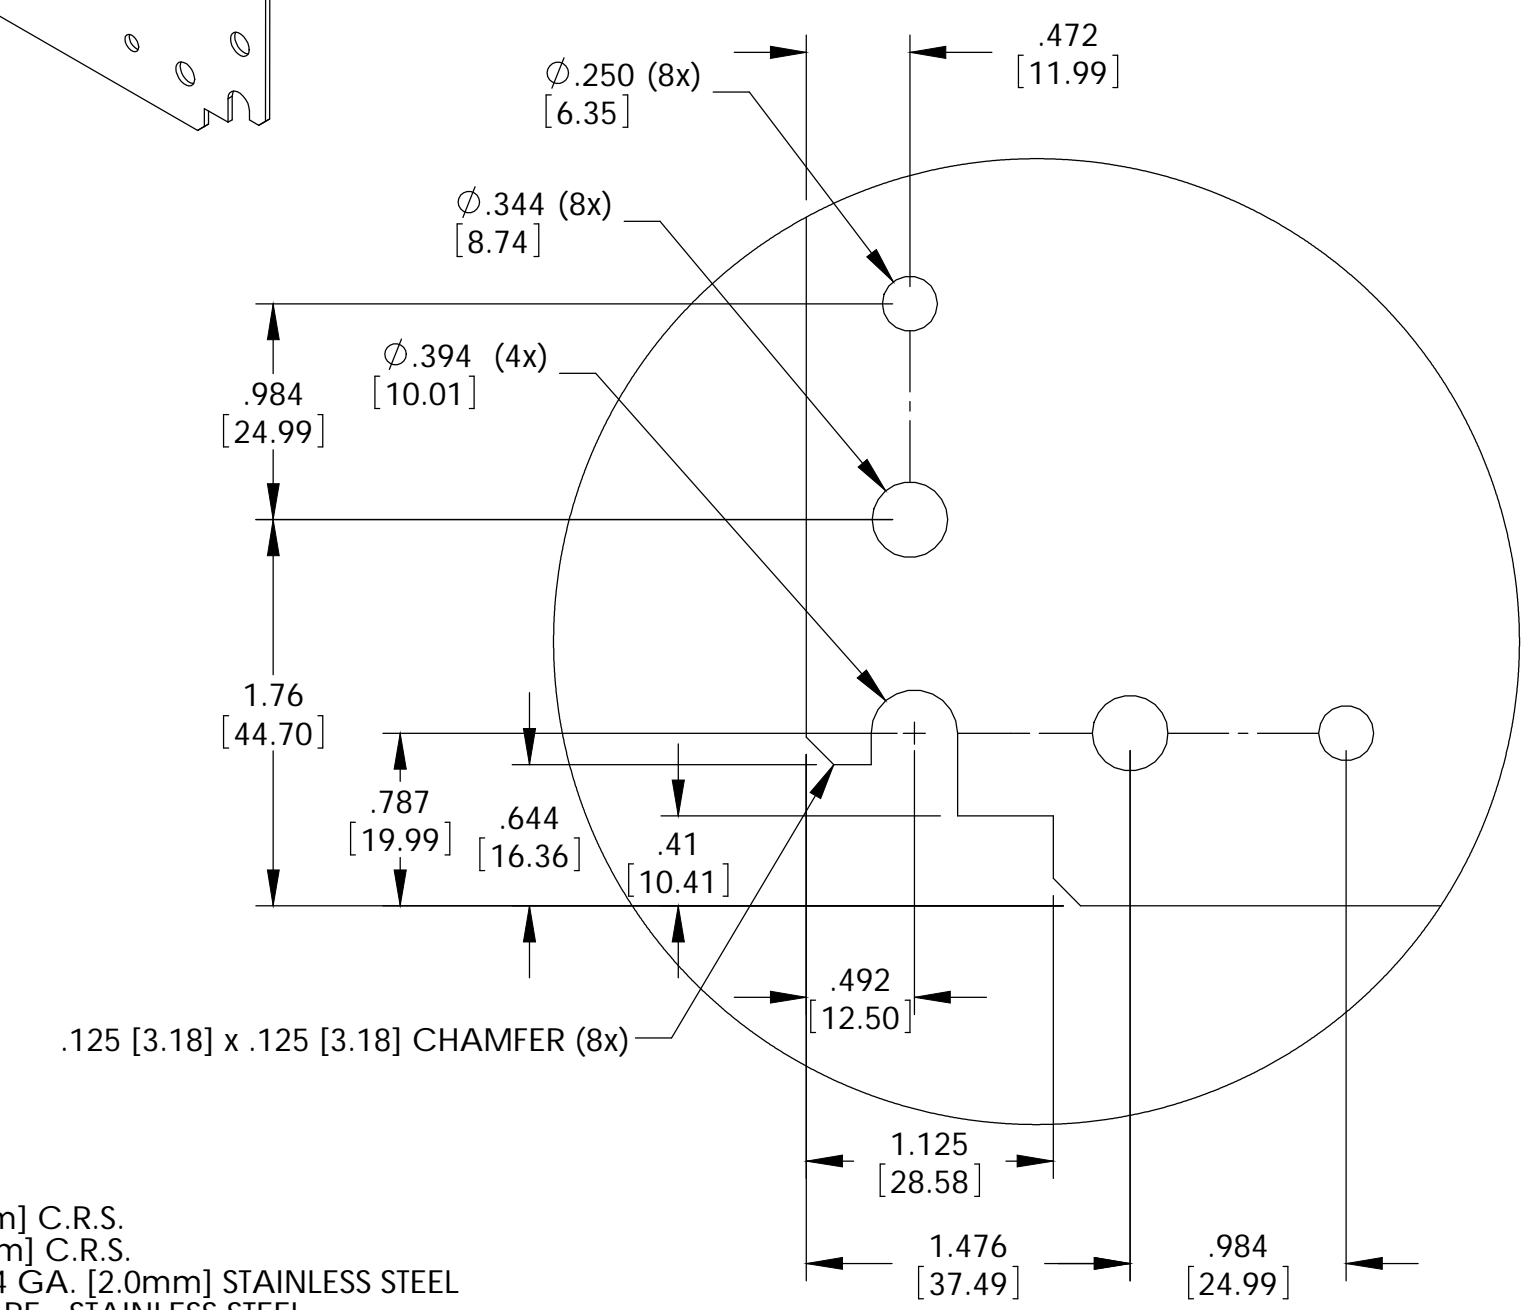 .472
[11.99]
⌀.250 (8x)
[6.35]
⌀.344 (8x)
[8.74]
⌀.394 (4x)
[10.01]
.984
[24.99]
1.76
[44.70]
.787
[19.99]
.644
[16.36]
.41
[10.41]
.492
[12.50]
.125 [3.18] x .125 [3.18] CHAMFER (8x)
1.125
[28.58]
1.476
[37.49]
.984
[24.99]
m] C.R.S.
m] C.R.S.
4 GA. [2.0mm] STAINLESS STEEL
STAINLESS STEEL